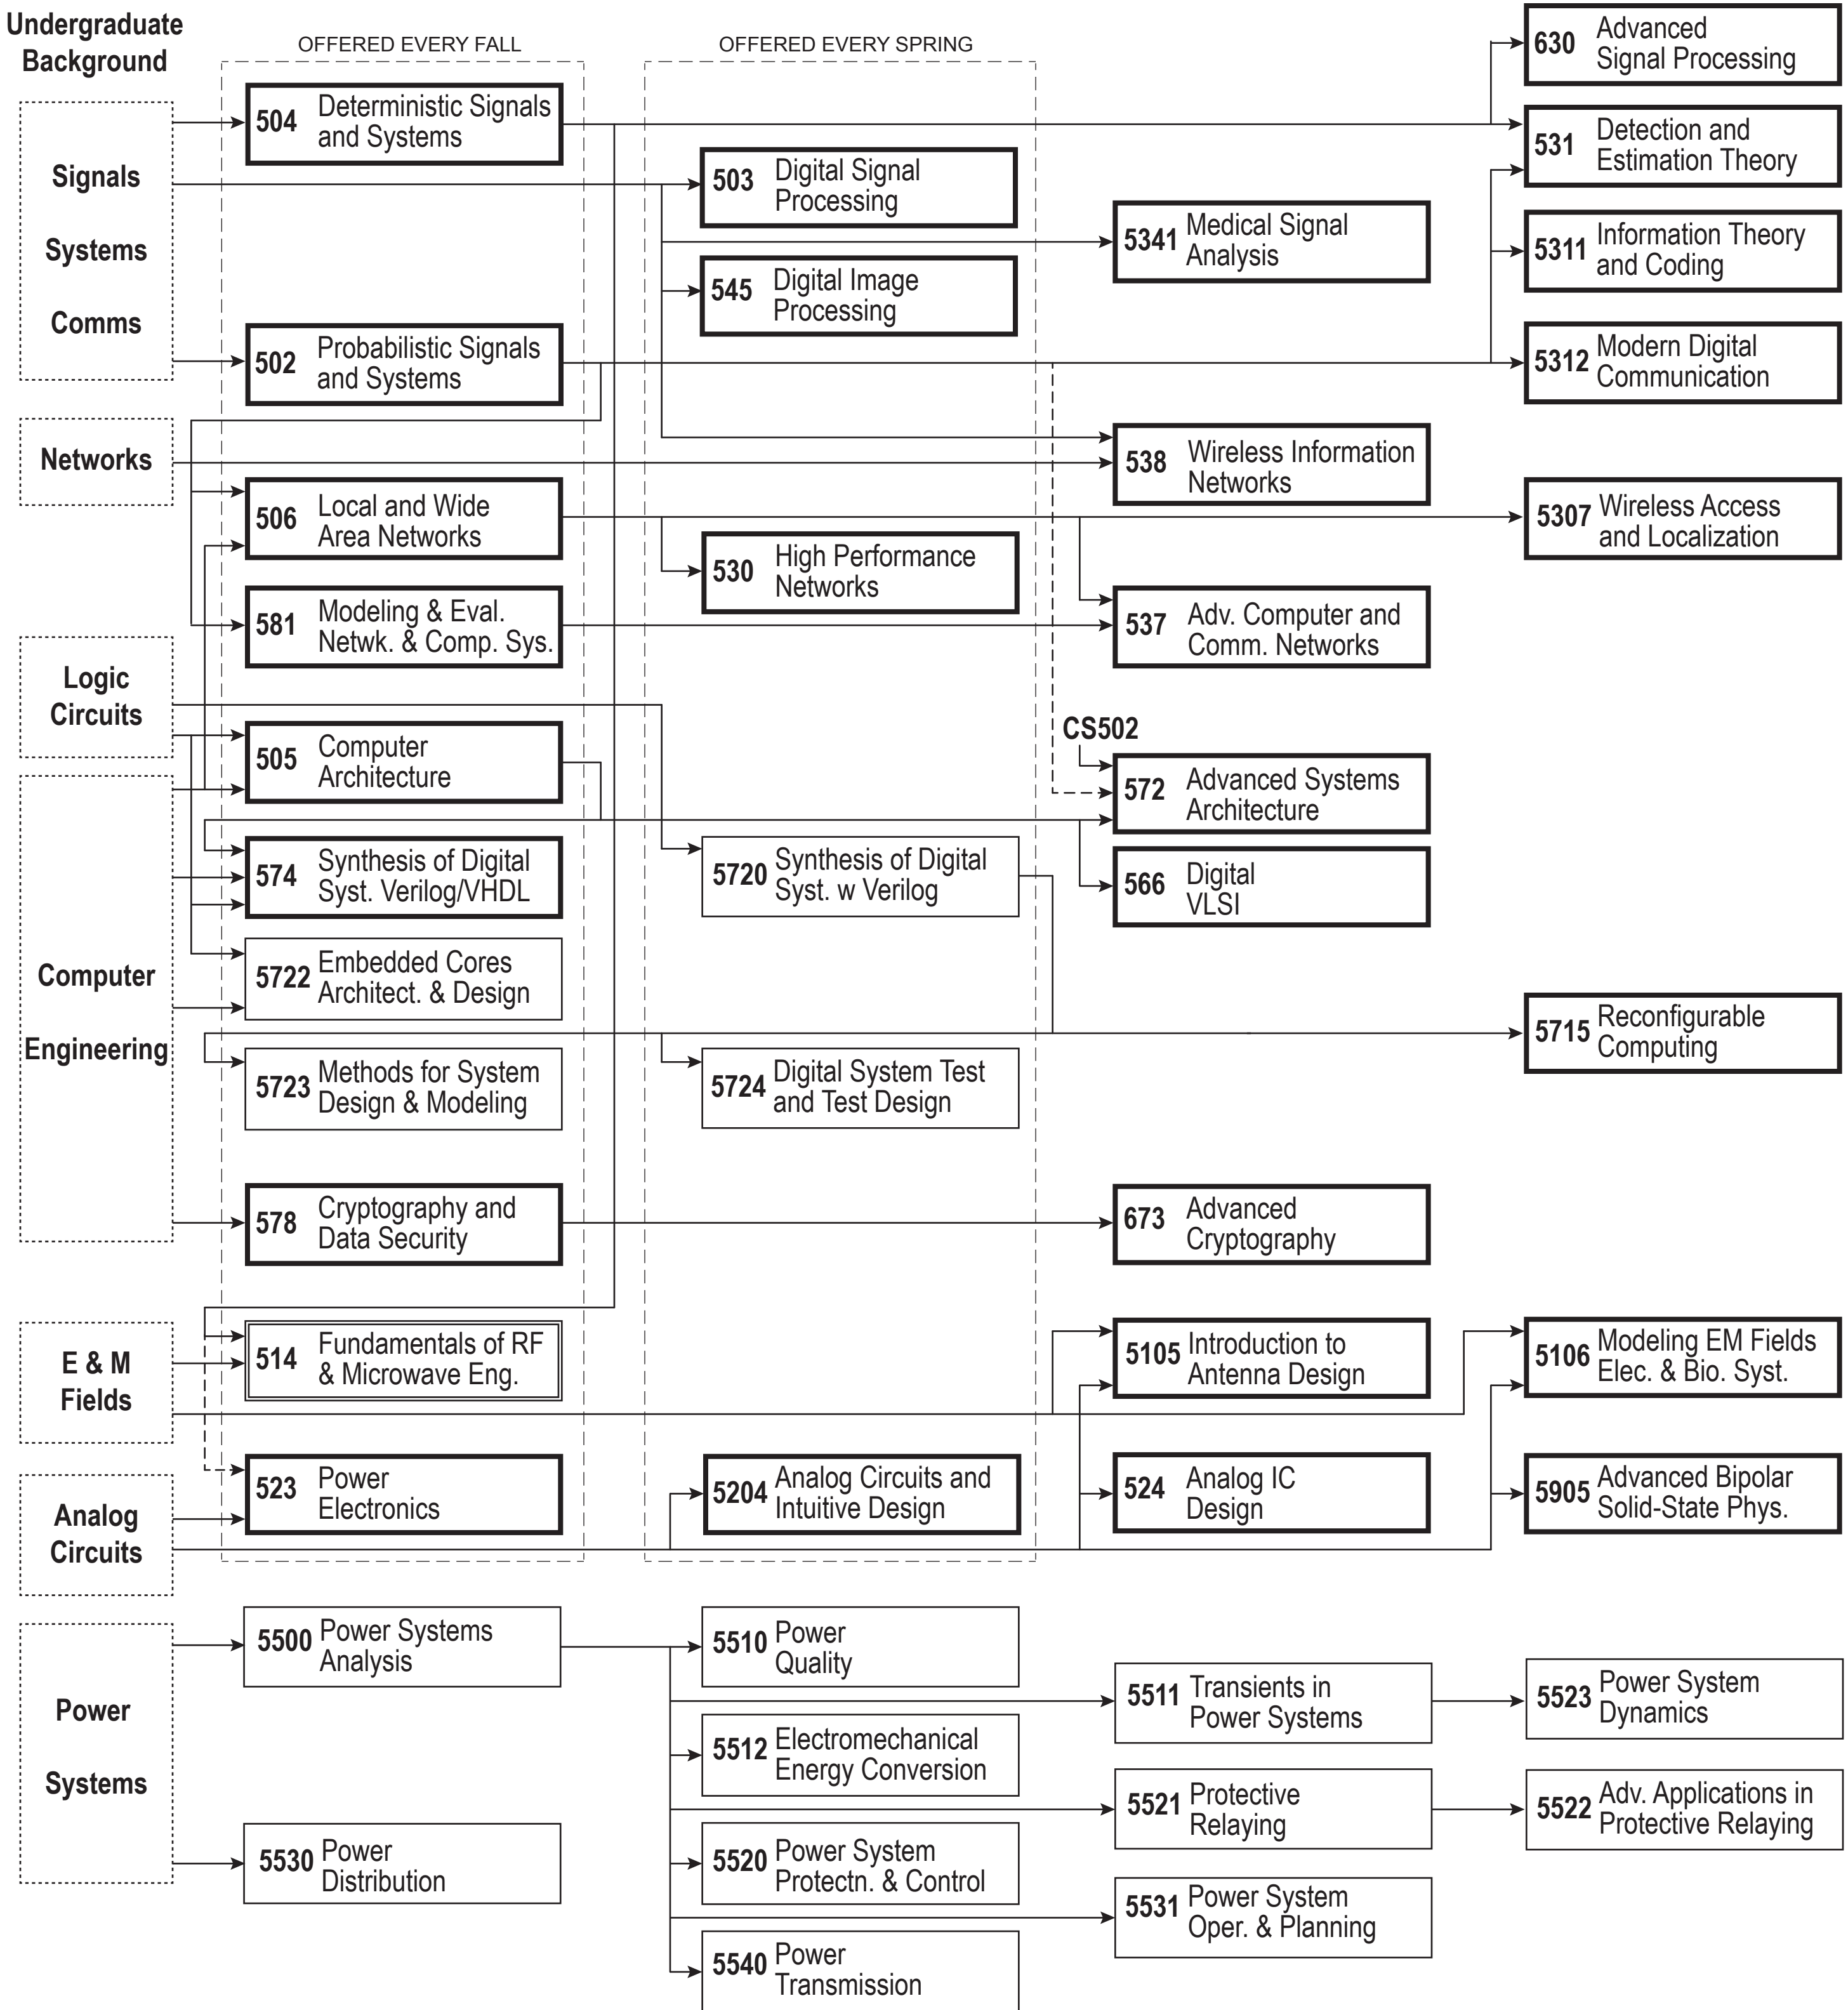 Undergraduate
Background
OFFERED EVERY FALL
OFFERED EVERY SPRING
Signals
Systems
Comms
Networks
Logic
Circuits
Computer
Engineering
E & M
Fields
Analog
Circuits
Power
Systems
504 Deterministic Signals
and Systems
502 Probabilistic Signals
and Systems
506 Local and Wide
Area Networks
581 Modeling & Eval.
Netwk. & Comp. Sys.
505 Computer
Architecture
574 Synthesis of Digital
Syst. Verilog/VHDL
5722 Embedded Cores
Architect. & Design
5723 Methods for System
Design & Modeling
578 Cryptography and
Data Security
514 Fundamentals of RF
& Microwave Eng.
523 Power
Electronics
5500 Power Systems
Analysis
5530 Power
Distribution
503 Digital Signal
Processing
545 Digital Image
Processing
530 High Performance
Networks
5720 Synthesis of Digital
Syst. w Verilog
5724 Digital System Test
and Test Design
5204 Analog Circuits and
Intuitive Design
5510 Power
Quality
5512 Electromechanical
Energy Conversion
5520 Power System
Protectn. & Control
5540 Power
Transmission
5341 Medical Signal
Analysis
538 Wireless Information
Networks
537 Adv. Computer and
Comm. Networks
CS502
572 Advanced Systems
Architecture
566 Digital
VLSI
673 Advanced
Cryptography
5105 Introduction to
Antenna Design
524 Analog IC
Design
5511 Transients in
Power Systems
5521 Protective
Relaying
5531 Power System
Oper. & Planning
630 Advanced
Signal Processing
531 Detection and
Estimation Theory
5311 Information Theory
and Coding
5312 Modern Digital
Communication
5307 Wireless Access
and Localization
5715 Reconfigurable
Computing
5106 Modeling EM Fields
Elec. & Bio. Syst.
5905 Advanced Bipolar
Solid-State Phys.
5523 Power System
Dynamics
5522 Adv. Applications in
Protective Relaying